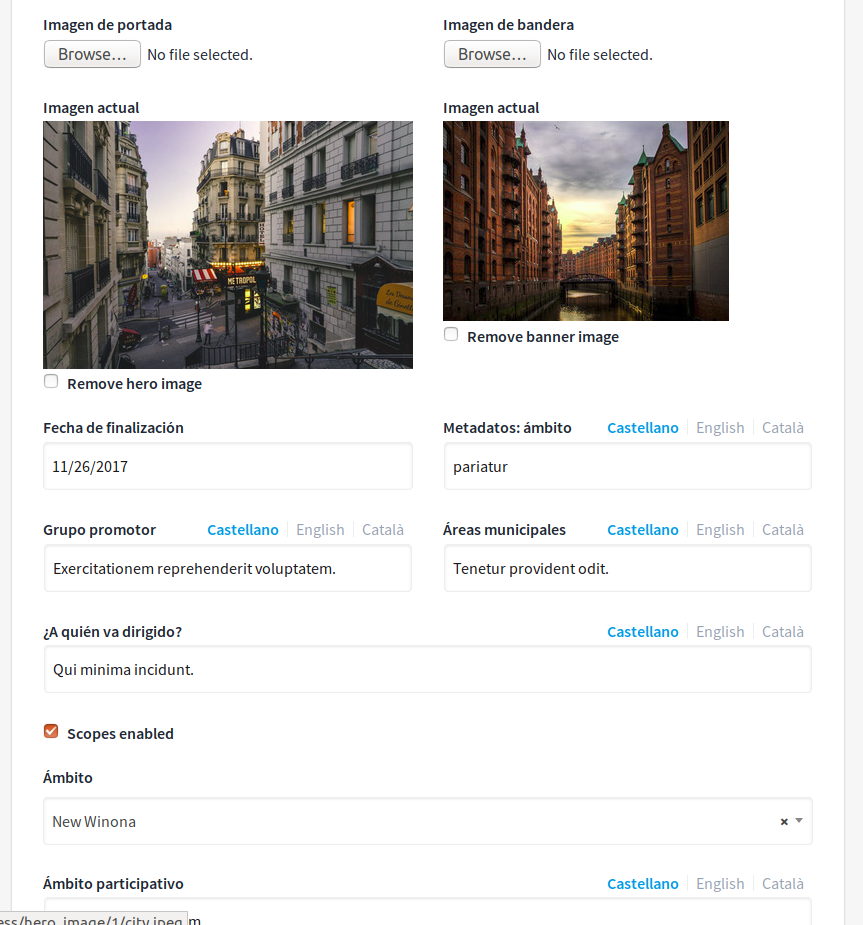 Imagen de portada
Imagen de bandera
Browse... No file selected.
Browse... No file selected.
Imagen actual
Imagen actual
METROPOL
Remove banner image
Remove hero image
Fecha de finalización
Metadatos: ámbito Castellano English Català
11/26/2017
pariatur
Grupo promotor Castellano English Català
Áreas municipales Castellano English Català
Exercitationem reprehenderit voluptatem.
Tenetur provident odit.
¿A quién va dirigido? Castellano English Català
Qui minima incidunt.
Scopes enabled
Ámbito
New Winona
Ámbito participativo Castellano English Català
ess/hero_image/1/city.jpeg